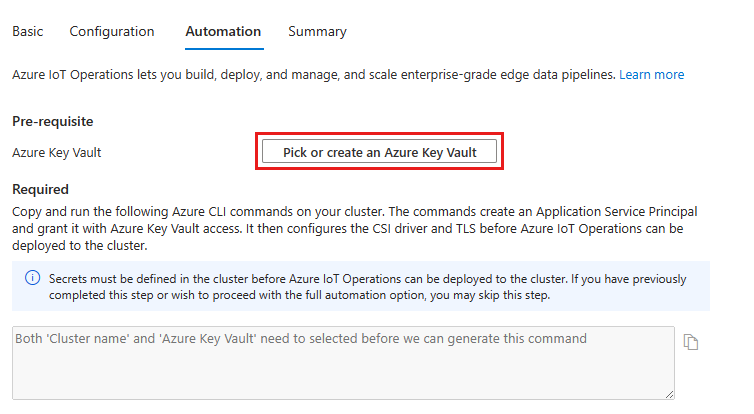 Basic Configuration Automation Summary
Azure IoT Operations lets you build, deploy, and manage, and scale enterprise-grade edge data pipelines. Learn more
Pre-requisite
Azure Key Vault Pick or create an Azure Key Vault
Required
Copy and run the following Azure CLI commands on your cluster. The commands create an Application Service Principal
and grant it with Azure Key Vault access. It then configures the CSI driver and TLS before Azure IoT Operations can be
deployed to the cluster.
Secrets must be defined in the cluster before Azure IoT Operations can be deployed to the cluster. If you have previously
completed this step or wish to proceed with the full automation option, you may skip this step.
Both 'Cluster name' and 'Azure Key Vault' need to selected before we can generate this command